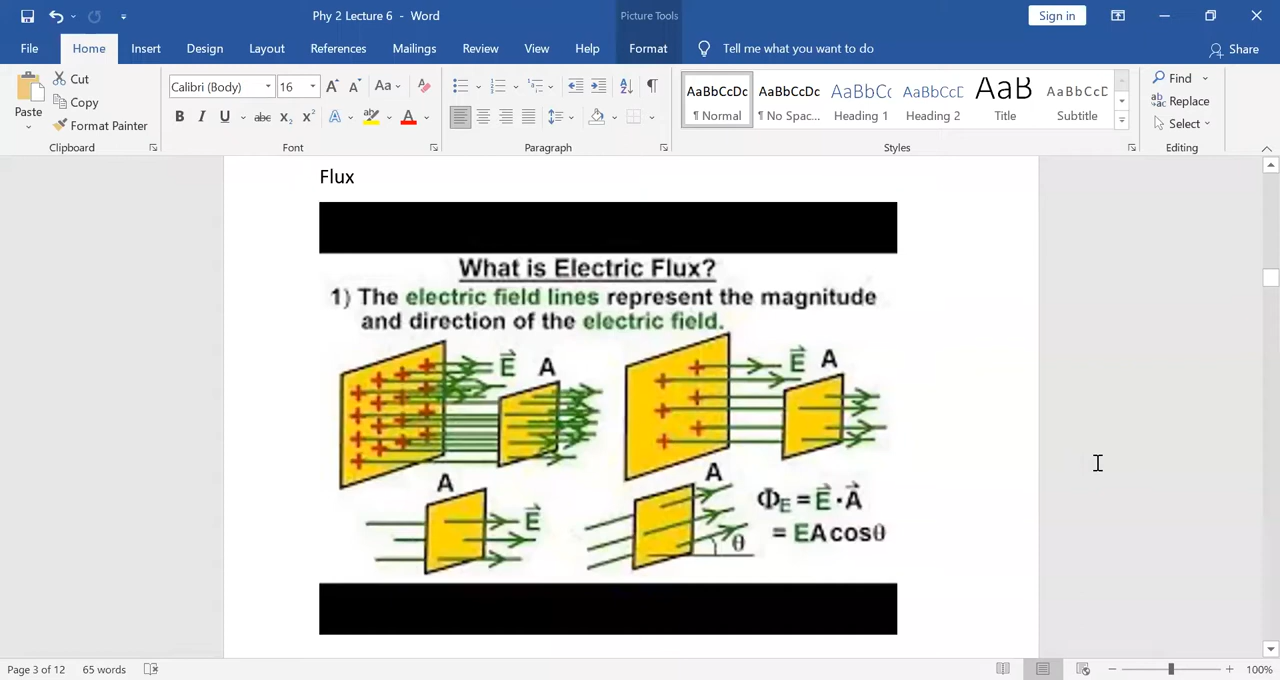 Phy 2 Lecture 6 - Word
Picture Tools
Sign in
File Home Insert Design Layout References Mailings Review View Help Format Tell me what you want to do Share
Paste
Cut
Copy
Format Painter
Clipboard
Calibri (Body) 16
Font
Paragraph
AaBbCcDc AaBbCcDc AaBbCc AaBbCcD AaB AaBbCcD
¶ Normal ¶ No Spac... Heading 1 Heading 2 Title Subtitle
Styles
Find
Replace
Select
Editing
Flux
What is Electric Flux?
1) The electric field lines represent the magnitude
and direction of the electric field.
E⃗ A E⃗ A
A E⃗
A θ
Φ_E = E⃗ · A⃗
= EA cosθ
Page 3 of 12 65 words 100%